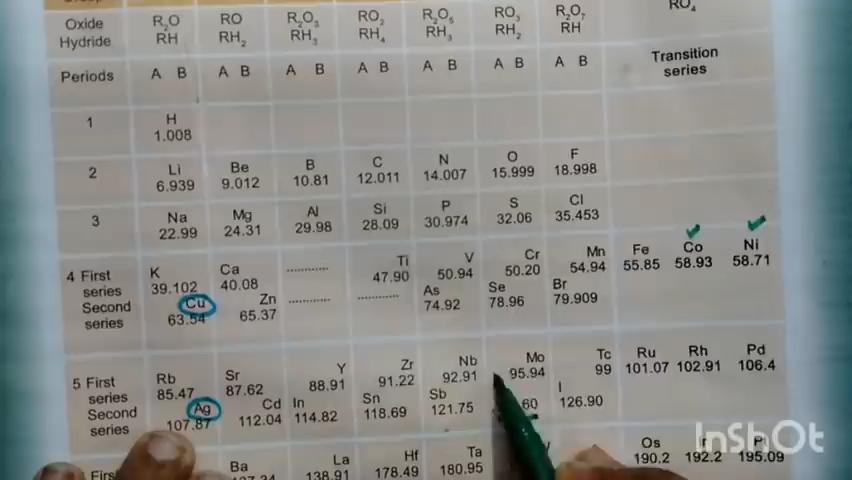 RO₄
Oxide R₂O RO R₂O₃ RO₂ R₂O₅ RO₃ R₂O₇
Hydride RH RH₂ RH₃ RH₄ RH₃ RH₂ RH
Periods A B A B A B A B A B A B A B Transition series
1 H
1.008
2 Li Be B C N O F
6.939 9.012 10.81 12.011 14.007 15.999 18.998
3 Na Mg Al Si P S Cl
22.99 24.31 29.98 28.09 30.974 32.06 35.453
4 First K Ca ............ Ti V Cr Mn Fe Co Ni
series 39.102 40.08 47.90 50.94 50.20 54.94 55.85 58.93 58.71
Second Cu Zn ............ ............ As Se Br
series 63.54 65.37 74.92 78.96 79.909
5 First Rb Sr Y Zr Nb Mo Tc Ru Rh Pd
series 85.47 87.62 88.91 91.22 92.91 95.94 99 101.07 102.91 106.4
Second Ag Cd In Sn Sb I
series 107.87 112.04 114.82 118.69 121.75 60 126.90
Firs Ba La Hf Ta Os Ir Pt
138.91 178.49 180.95 190.2 192.2 195.09
InShOt